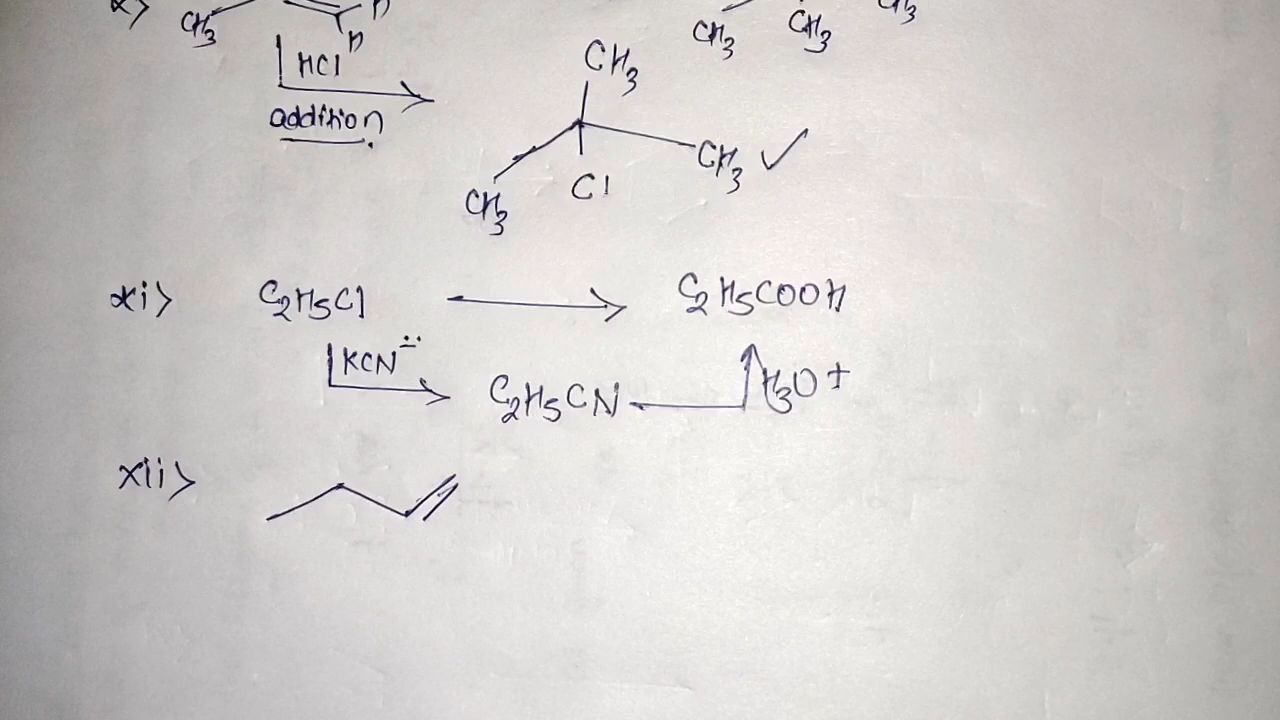 x> CH3 H CH3 CH3 CH3
H
HCl CH3
addition
CH3 Cl CH3 ✓
xi> C2H5Cl C2H5COOH
KCN C2H5CN H3O+
xii>